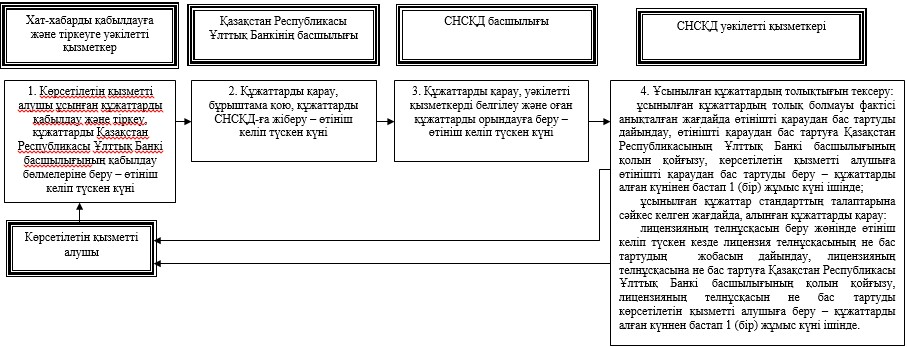 Хат-хабарды қабылдауға
және тіркеуге уәкілетті
қызметкер
Қазақстан Республикасы
Ұлттық Банкінің басшылығы
СНСҚД басшылығы
СНСҚД уәкілетті қызметкері
1. Көрсетілетін қызметті
алушы ұсынған құжаттарды
қабылдау және тіркеу,
құжаттарды Қазақстан
Республикасы Ұлттық Банкі
басшылығының қабылдау
бөлмелеріне беру – өтініш
келіп түскен күні
2. Құжаттарды қарау,
бұрыштама қою, құжаттарды
СНСҚД-ға жіберу – өтініш
келіп түскен күні
3. Құжаттарды қарау, уәкілетті
қызметкерді белгілеу және оған
құжаттарды орындауға беру –
өтініш келіп түскен күні
4. Ұсынылған құжаттардың толықтығын тексеру:
ұсынылған құжаттардың толық болмауы фактісі
анықталған жағдайда өтінішті қараудан бас тартуды
дайындау, өтінішті қараудан бас тартуға Қазақстан
Республикасының Ұлттық Банкі басшылығының
қолын қойғызу, көрсетілетін қызметті алушыға
өтінішті қараудан бас тартуды беру – құжаттарды
алған күнінен бастап 1 (бір) жұмыс күні ішінде;
ұсынылған құжаттар стандарттың талаптарына
сәйкес келген жағдайда, алынған құжаттарды қарау:
лицензияның телнұсқасын беру жөнінде өтініш
келіп түскен кезде лицензия телнұсқасының не бас
тартудың жобасын дайындау, лицензияның
телнұсқасына не бас тартуға Қазақстан Республикасы
Ұлттық Банкі басшылығының қолын қойғызу,
лицензияның телнұсқасын не бас тартуды
көрсетілетін қызметті алушыға беру – құжаттарды
алған күннен бастап 1 (бір) жұмыс күні ішінде.
Көрсетілетін қызметті
алушы